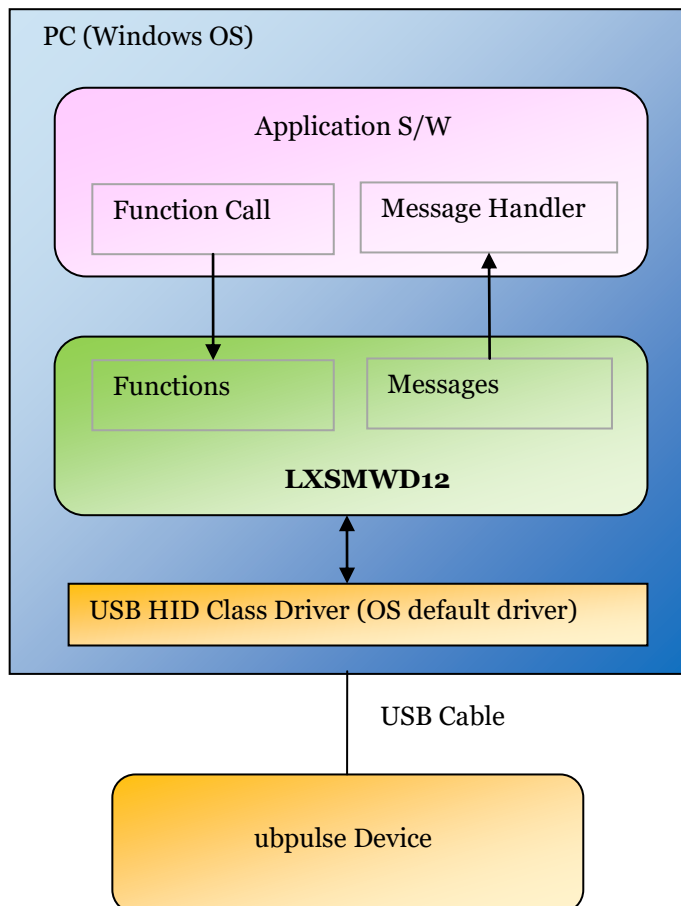 PC (Windows OS)
Application S/W
Function Call
Message Handler
Functions
Messages
LXSMWD12
USB HID Class Driver (OS default driver)
USB Cable
ubpulse Device